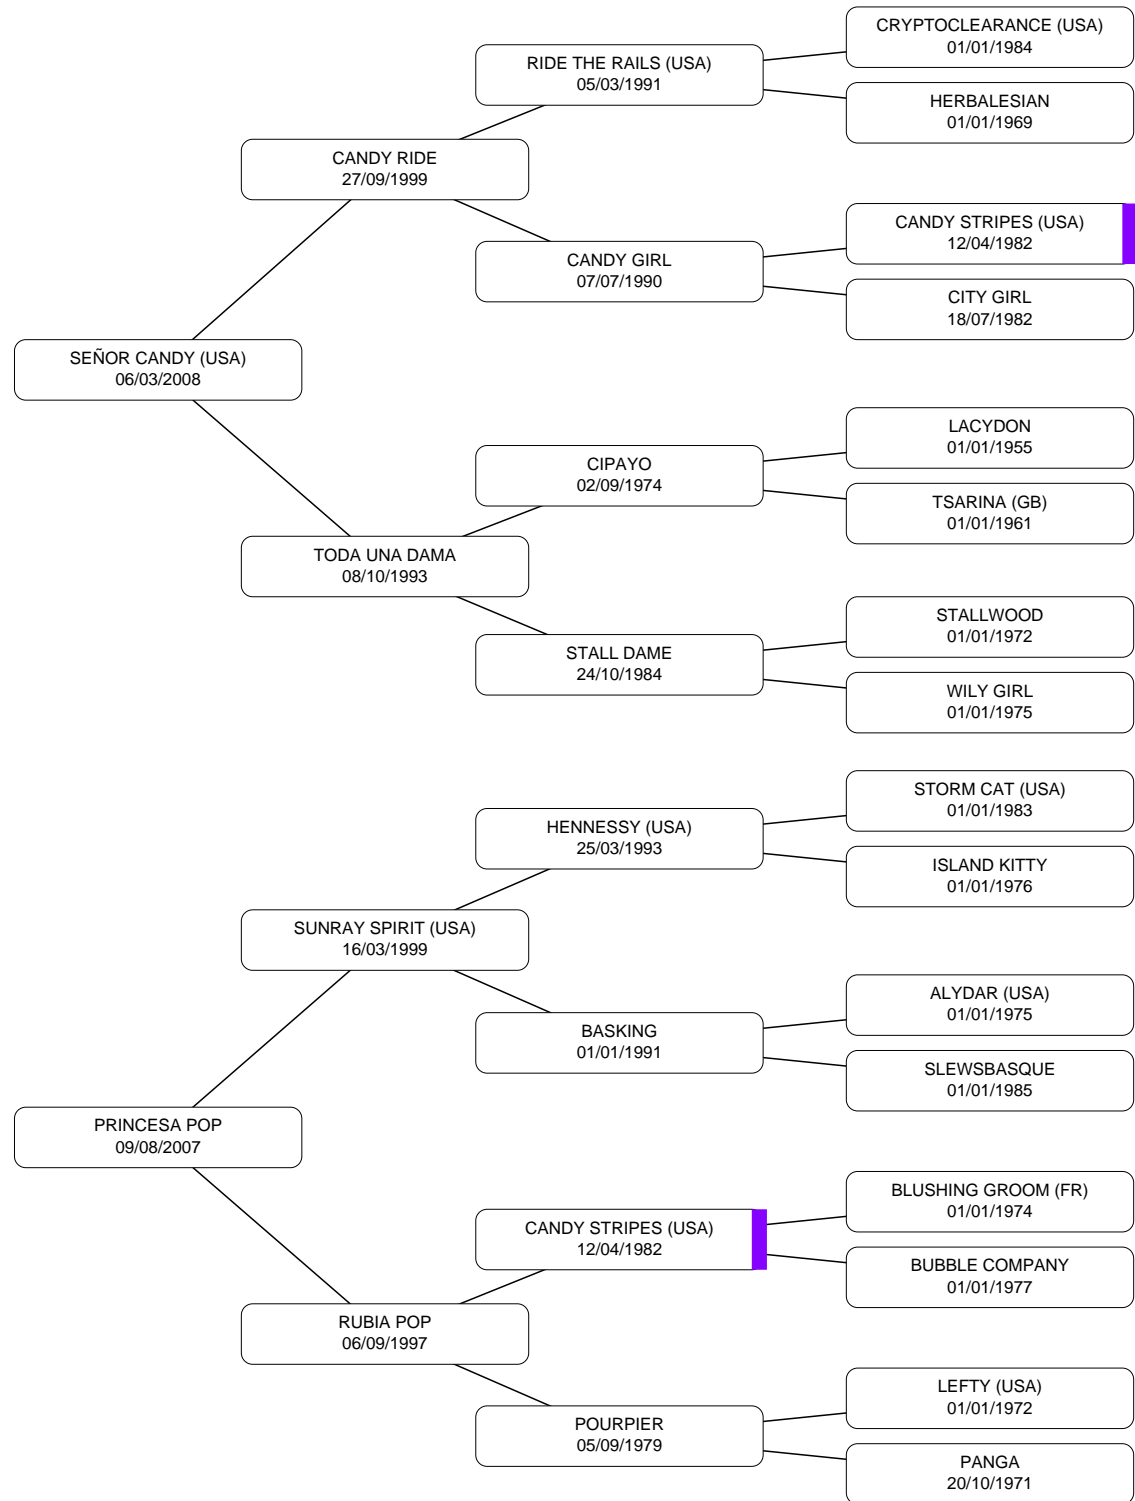 CRYPTOCLEARANCE (USA)
01/01/1984
RIDE THE RAILS (USA)
05/03/1991
HERBALESIAN
01/01/1969
CANDY RIDE
27/09/1999
CANDY STRIPES (USA)
12/04/1982
CANDY GIRL
07/07/1990
CITY GIRL
18/07/1982
SEÑOR CANDY (USA)
06/03/2008
LACYDON
01/01/1955
CIPAYO
02/09/1974
TSARINA (GB)
01/01/1961
TODA UNA DAMA
08/10/1993
STALLWOOD
01/01/1972
STALL DAME
24/10/1984
WILY GIRL
01/01/1975
STORM CAT (USA)
01/01/1983
HENNESSY (USA)
25/03/1993
ISLAND KITTY
01/01/1976
SUNRAY SPIRIT (USA)
16/03/1999
ALYDAR (USA)
01/01/1975
BASKING
01/01/1991
SLEWSBASQUE
01/01/1985
PRINCESA POP
09/08/2007
BLUSHING GROOM (FR)
01/01/1974
CANDY STRIPES (USA)
12/04/1982
BUBBLE COMPANY
01/01/1977
RUBIA POP
06/09/1997
LEFTY (USA)
01/01/1972
POURPIER
05/09/1979
PANGA
20/10/1971